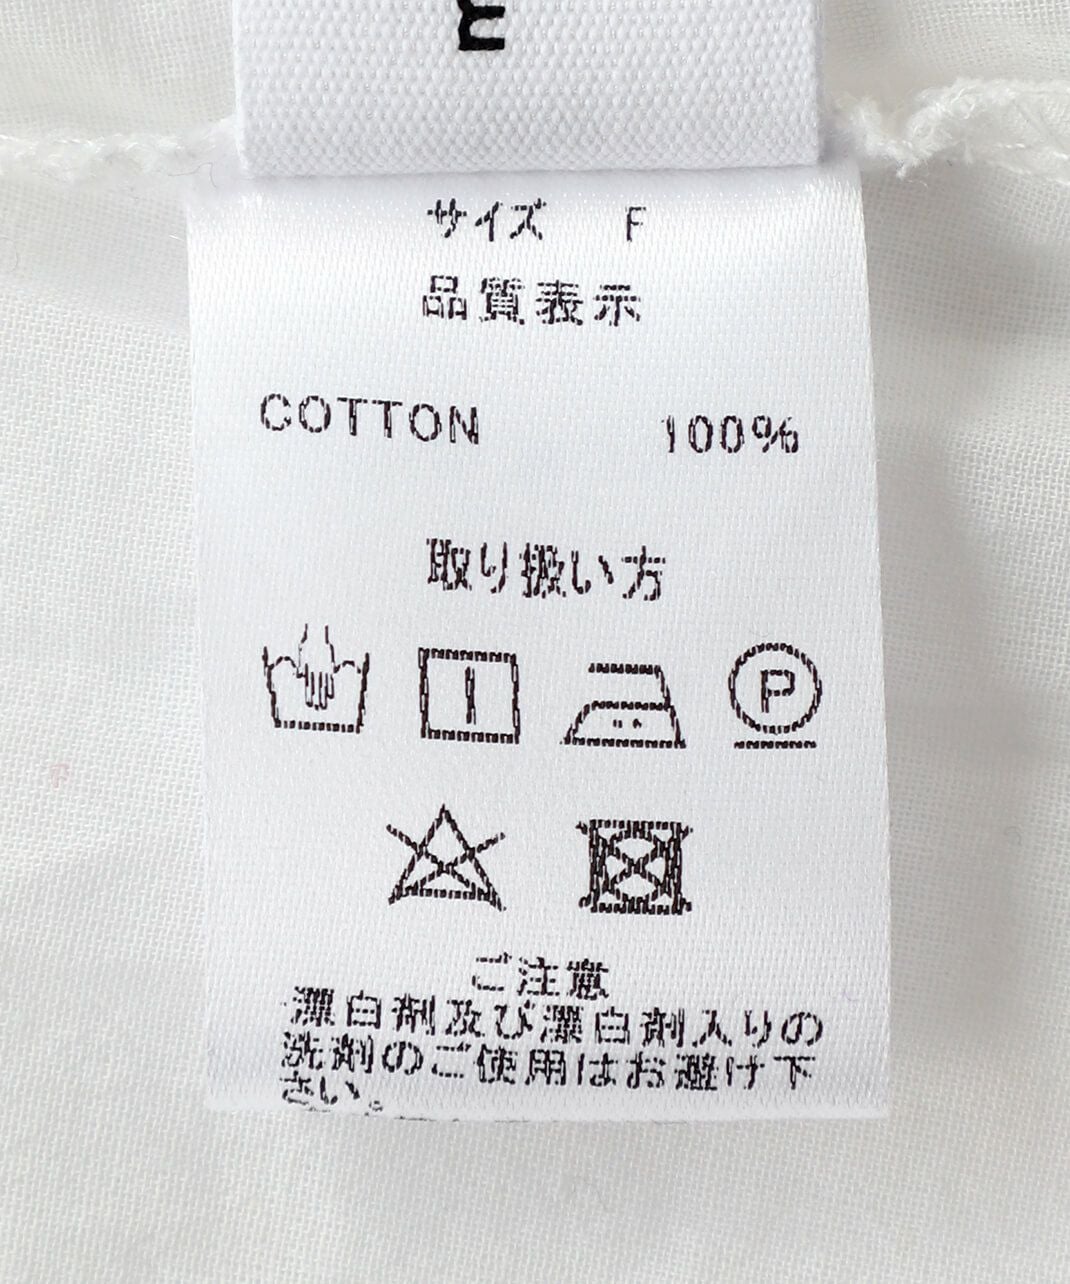 サイズ F
品質表示
COTTON 100%
取り扱い方
P
ご注意
漂白剤及び漂白剤入りの
洗剤のご使用はお避け下
さい。